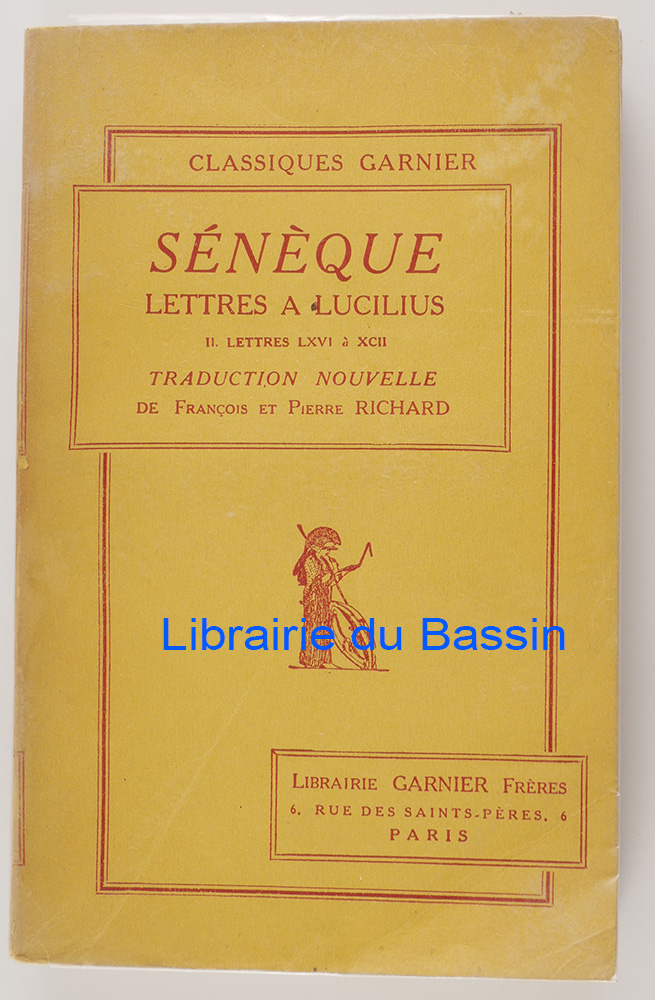 CLASSIQUES GARNIER
SÉNÈQUE
LETTRES A LUCILIUS
II. LETTRES LXVI à XCII
TRADUCTION NOUVELLE
DE FRANÇOIS ET PIERRE RICHARD
Librairie du Bassin
LIBRAIRIE GARNIER FRÈRES
6, RUE DES SAINTS-PÈRES, 6
PARIS